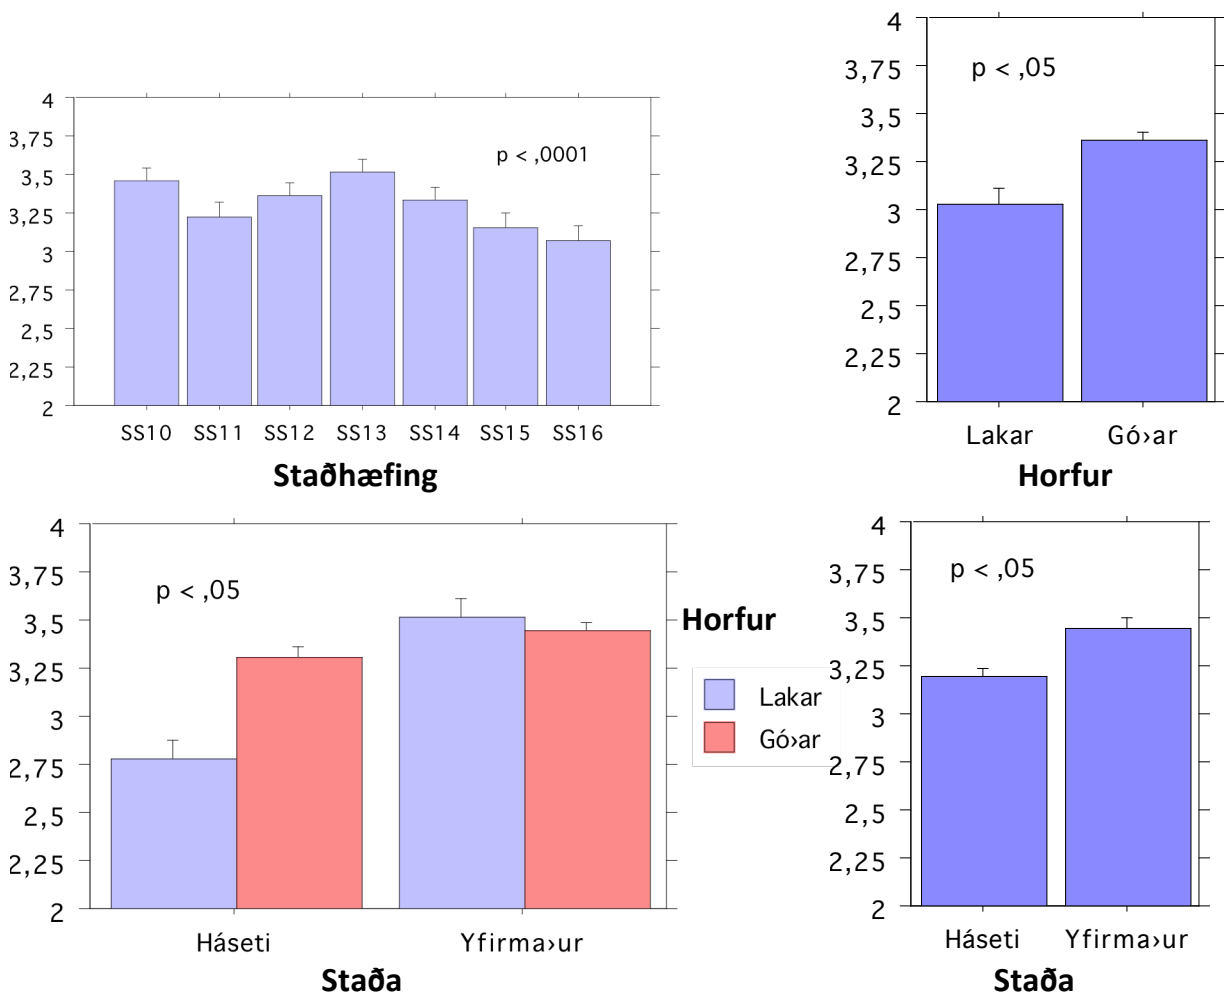 4
3,75
3,5
3,25
3
2,75
2,5
2,25
2
p < ,0001
SS10 SS11 SS12 SS13 SS14 SS15 SS16
Staðhæfing
4
3,75
3,5
3,25
3
2,75
2,5
2,25
2
p < ,05
Lakar Gó›ar
Horfur
4
3,75
3,5
3,25
3
2,75
2,5
2,25
2
p < ,05
Háseti Yfirma›ur
Staða
Horfur
Lakar
Gó›ar
4
3,75
3,5
3,25
3
2,75
2,5
2,25
2
p < ,05
Háseti Yfirma›ur
Staða